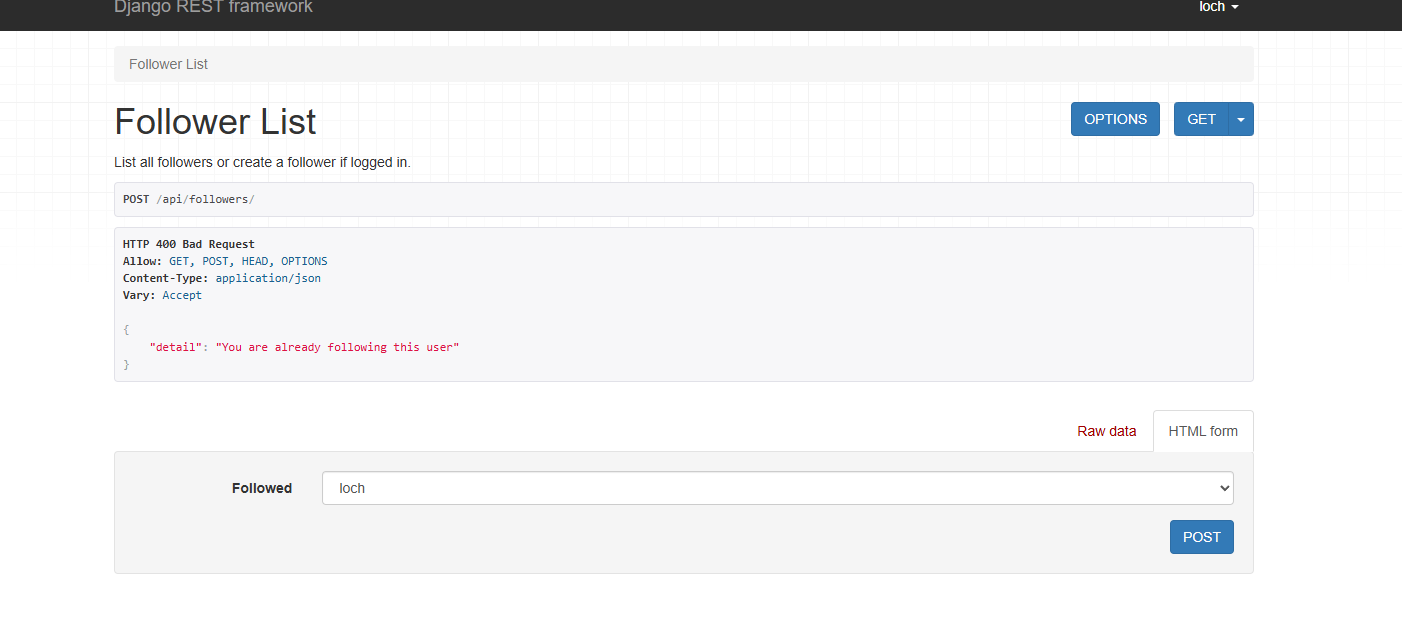 Django REST framework
loch
Follower List
Follower List
OPTIONS
GET
List all followers or create a follower if logged in.
POST /api/followers/
HTTP 400 Bad Request
Allow: GET, POST, HEAD, OPTIONS
Content-Type: application/json
Vary: Accept
{
"detail": "You are already following this user"
}
Raw data
HTML form
Followed
loch
POST